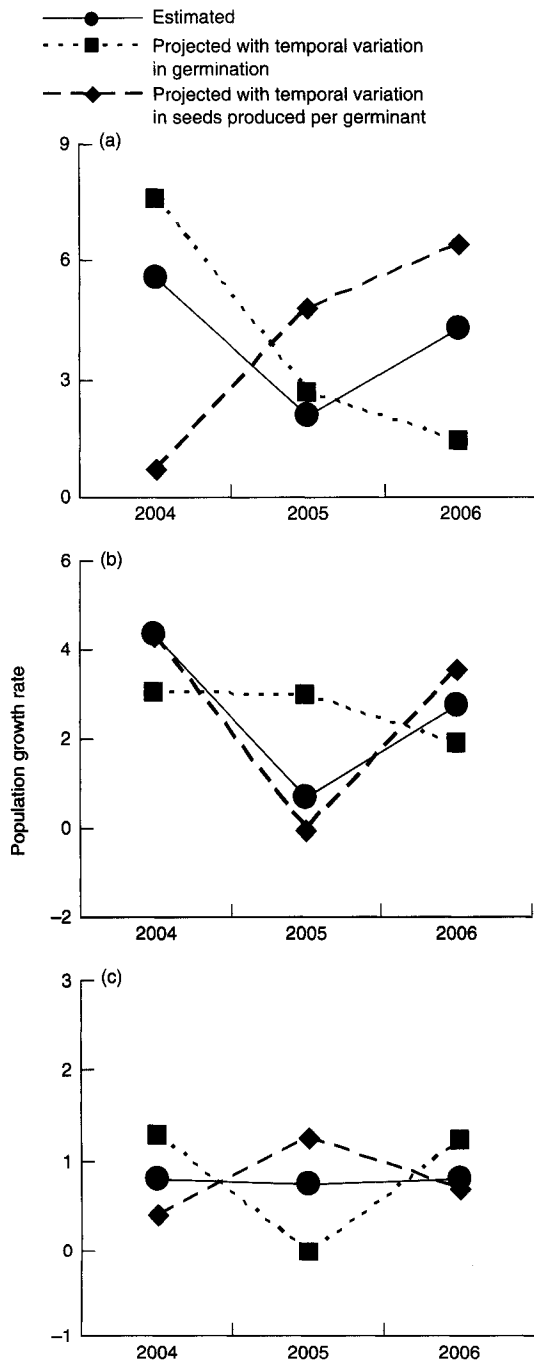 Estimated
Projected with temporal variation
in germination
Projected with temporal variation
in seeds produced per germinant
9
(a)
6
3
0
2004 2005 2006
6
(b)
4
2
0
−2
2004 2005 2006
Population growth rate
3
(c)
2
1
0
−1
2004 2005 2006